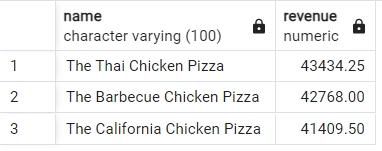 name revenue
character varying (100) numeric
1 The Thai Chicken Pizza 43434.25
2 The Barbecue Chicken Pizza 42768.00
3 The California Chicken Pizza 41409.50